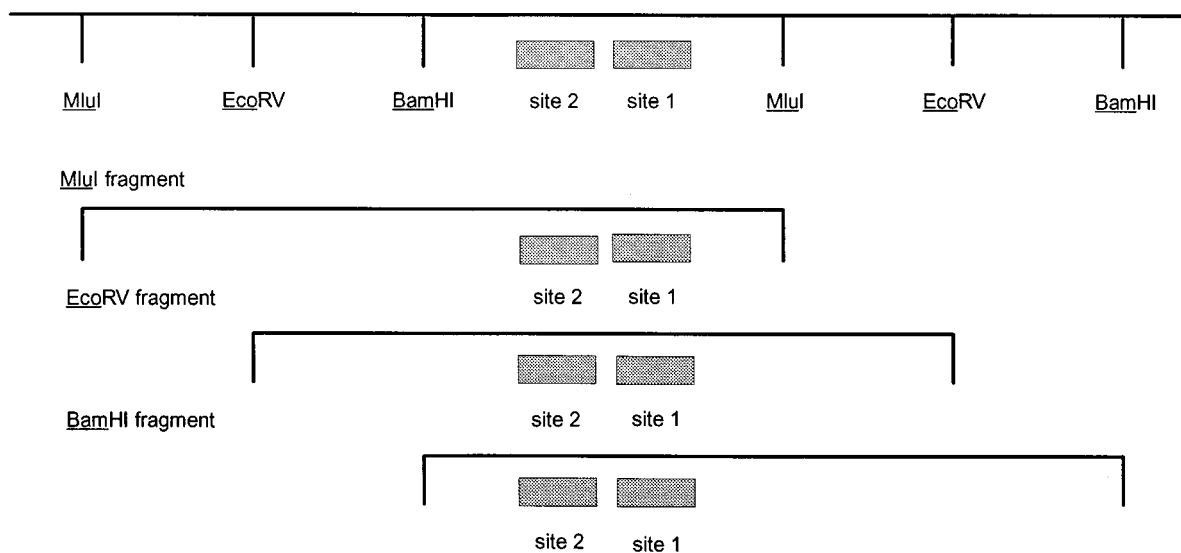 MluI EcoRV BamHI site 2 site 1 MluI EcoRV BamHI
MluI fragment
site 2 site 1
EcoRV fragment
site 2 site 1
BamHI fragment
site 2 site 1